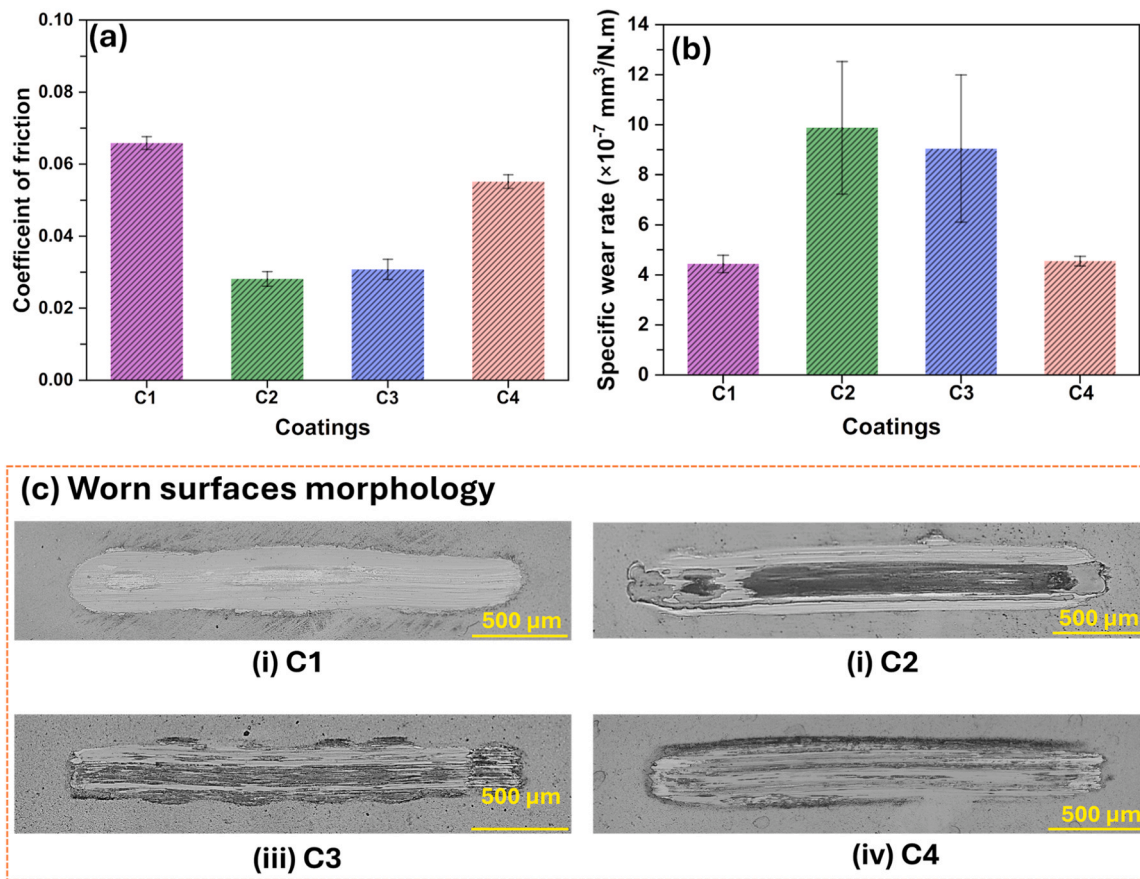 (a)
Coefficeint of friction
0.10
0.08
0.06
0.04
0.02
0.00
C1 C2 C3 C4
Coatings
(b)
Specific wear rate (×10⁻⁷ mm³/N.m)
14
12
10
8
6
4
2
0
C1 C2 C3 C4
Coatings
(c) Worn surfaces morphology
500 µm
(i) C1
500 µm
(i) C2
500 µm
(iii) C3
500 µm
(iv) C4